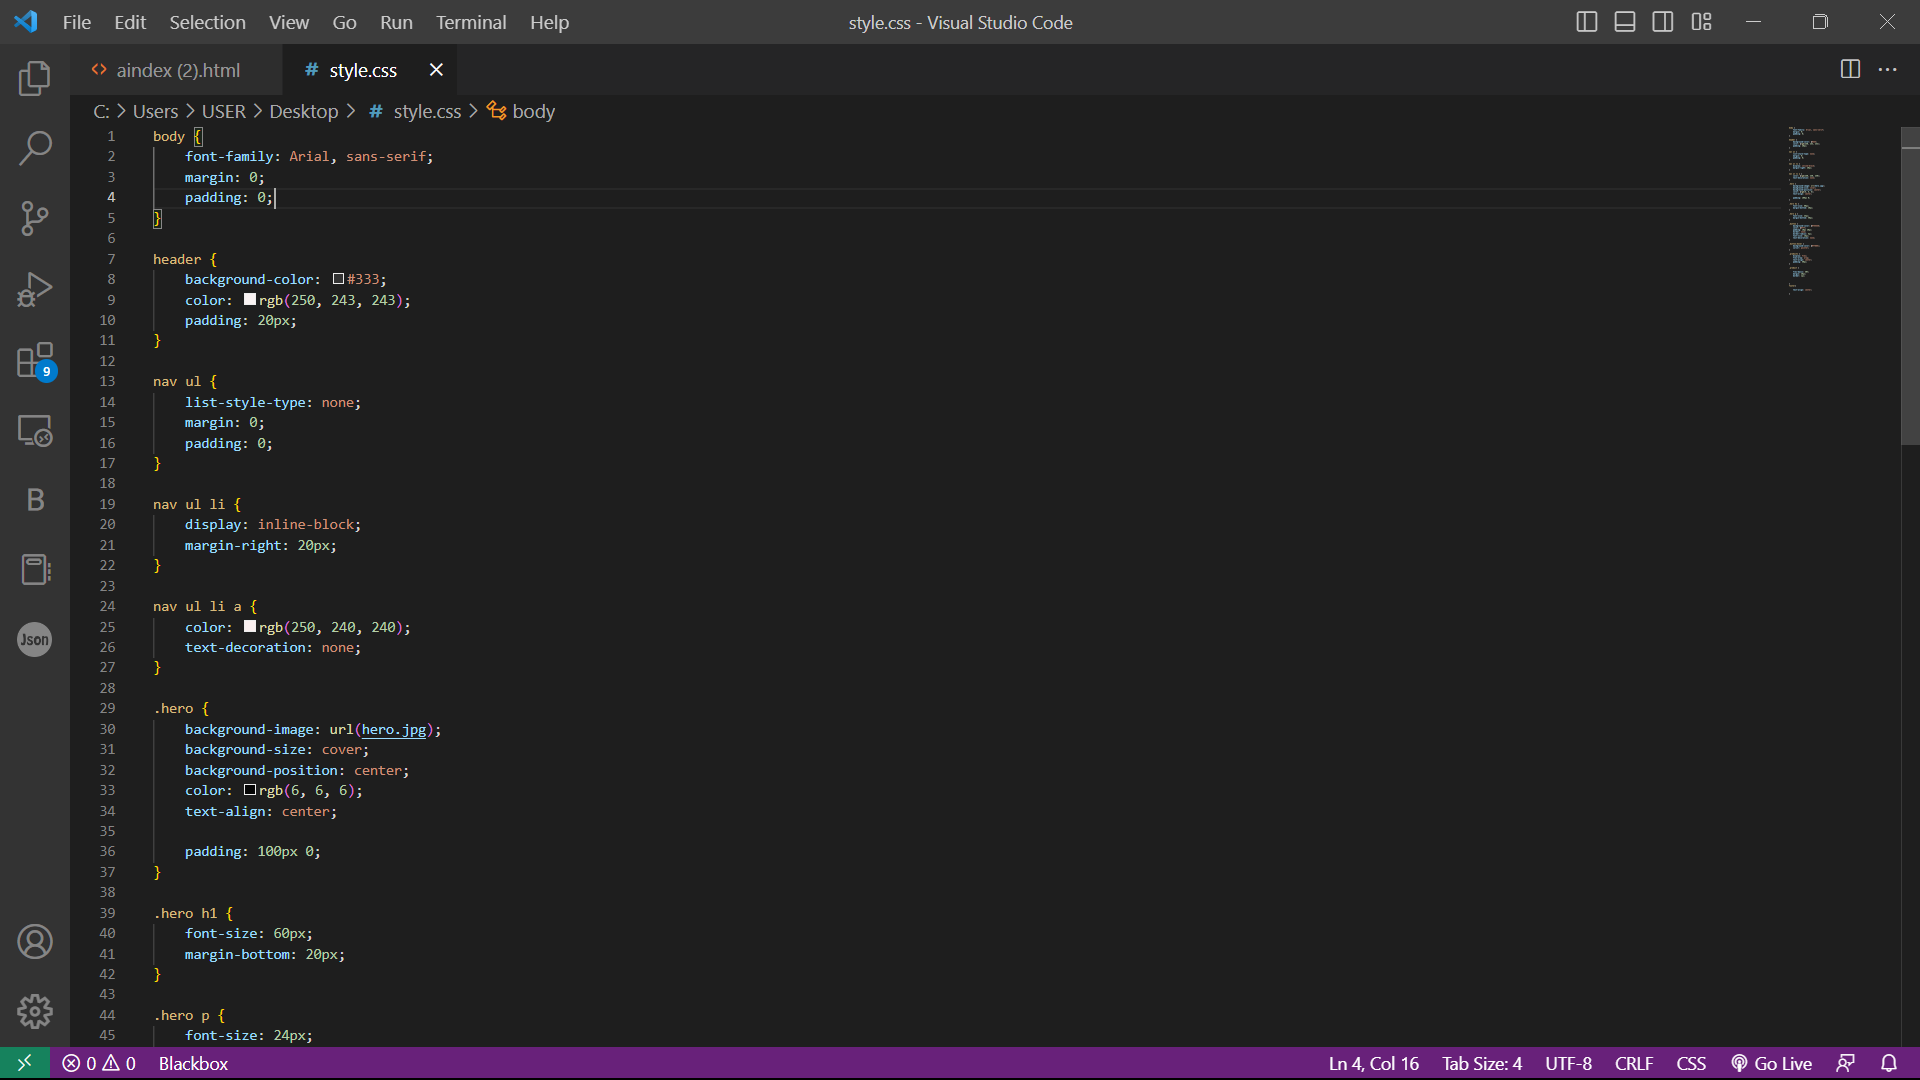 File Edit Selection View Go Run Terminal Help style.css - Visual Studio Code
<> aindex (2).html # style.css
C: > Users > USER > Desktop > # style.css > body
1 body {
2 font-family: Arial, sans-serif;
3 margin: 0;
4 padding: 0;
5 }
6
7 header {
8 background-color: #333;
9 color: rgb(250, 243, 243);
10 padding: 20px;
11 }
12
13 nav ul {
14 list-style-type: none;
15 margin: 0;
16 padding: 0;
17 }
18
19 nav ul li {
20 display: inline-block;
21 margin-right: 20px;
22 }
23
24 nav ul li a {
25 color: rgb(250, 240, 240);
26 text-decoration: none;
27 }
28
29 .hero {
30 background-image: url(hero.jpg);
31 background-size: cover;
32 background-position: center;
33 color: rgb(6, 6, 6);
34 text-align: center;
35
36 padding: 100px 0;
37 }
38
39 .hero h1 {
40 font-size: 60px;
41 margin-bottom: 20px;
42 }
43
44 .hero p {
45 font-size: 24px;
9
B
Json
0 0 Blackbox Ln 4, Col 16 Tab Size: 4 UTF-8 CRLF CSS Go Live